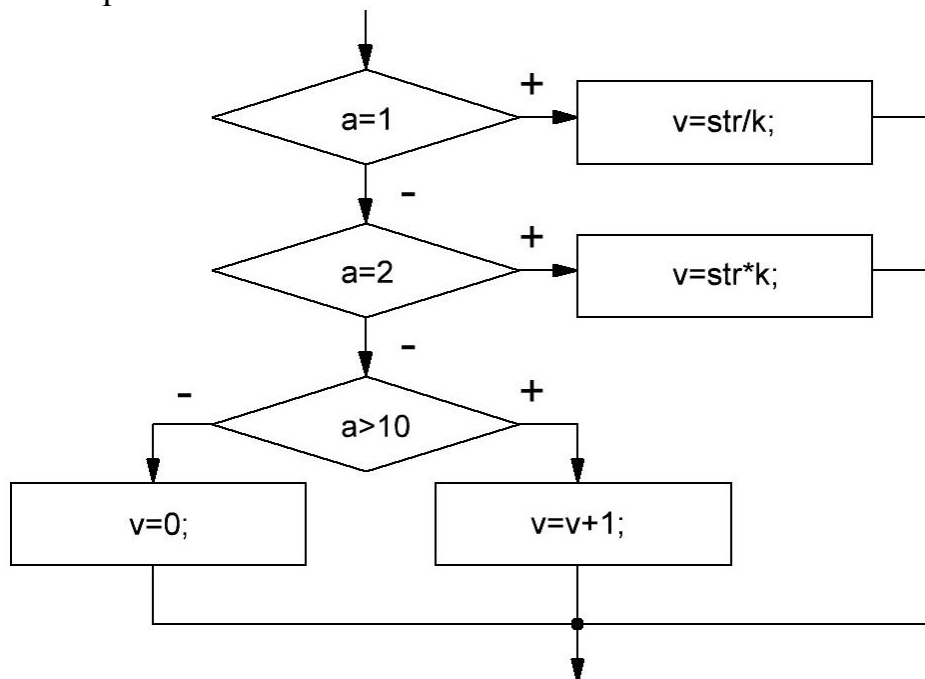 a=1
+
v=str/k;
-
a=2
+
v=str*k;
-
-
a>10
+
v=0;
v=v+1;